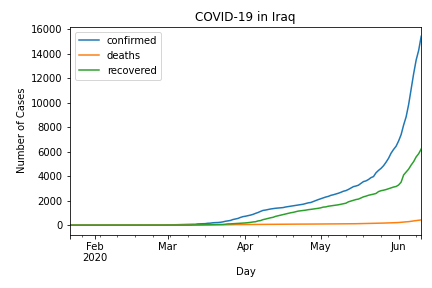 COVID-19 in Iraq
confirmed
deaths
recovered
Number of Cases
16000
14000
12000
10000
8000
6000
4000
2000
0
Feb Mar Apr May Jun
2020
Day